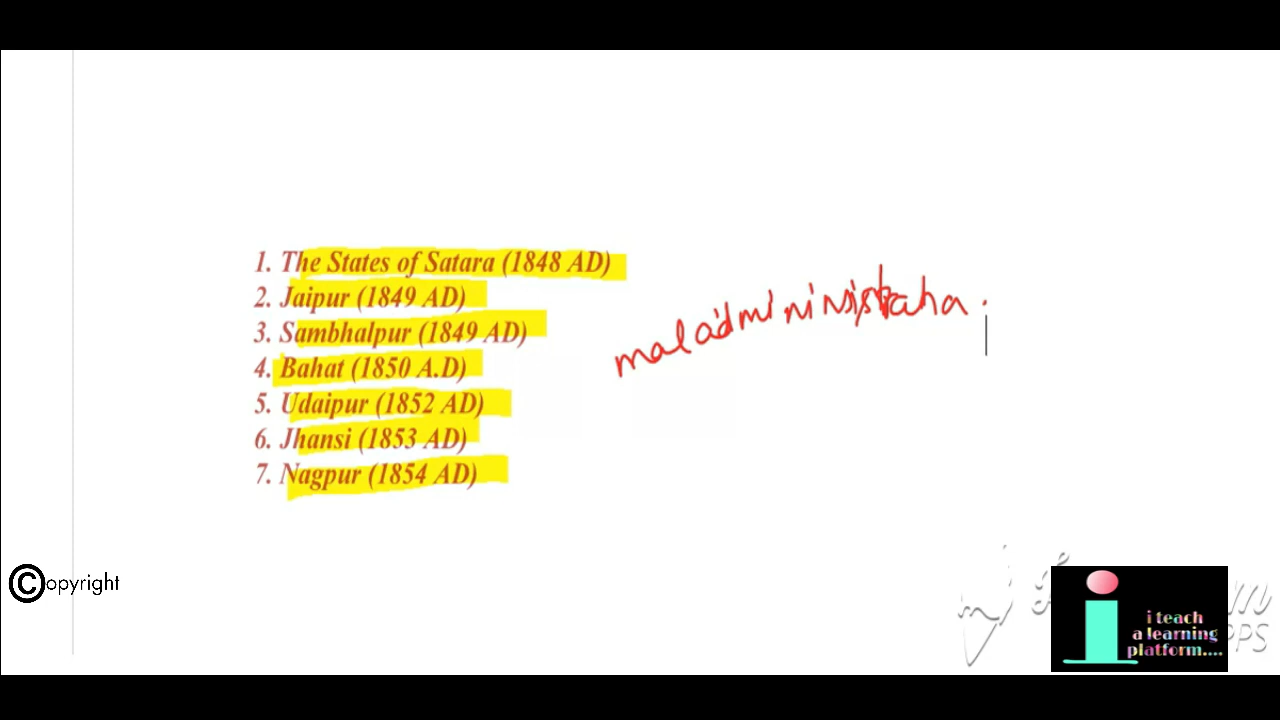 1. The States of Satara (1848 AD)
2. Jaipur (1849 AD)
3. Sambhalpur (1849 AD)
4. Bahat (1850 A.D)
5. Udaipur (1852 AD)
6. Jhansi (1853 AD)
7. Nagpur (1854 AD)
©opyright
i teach
a learning
platform....